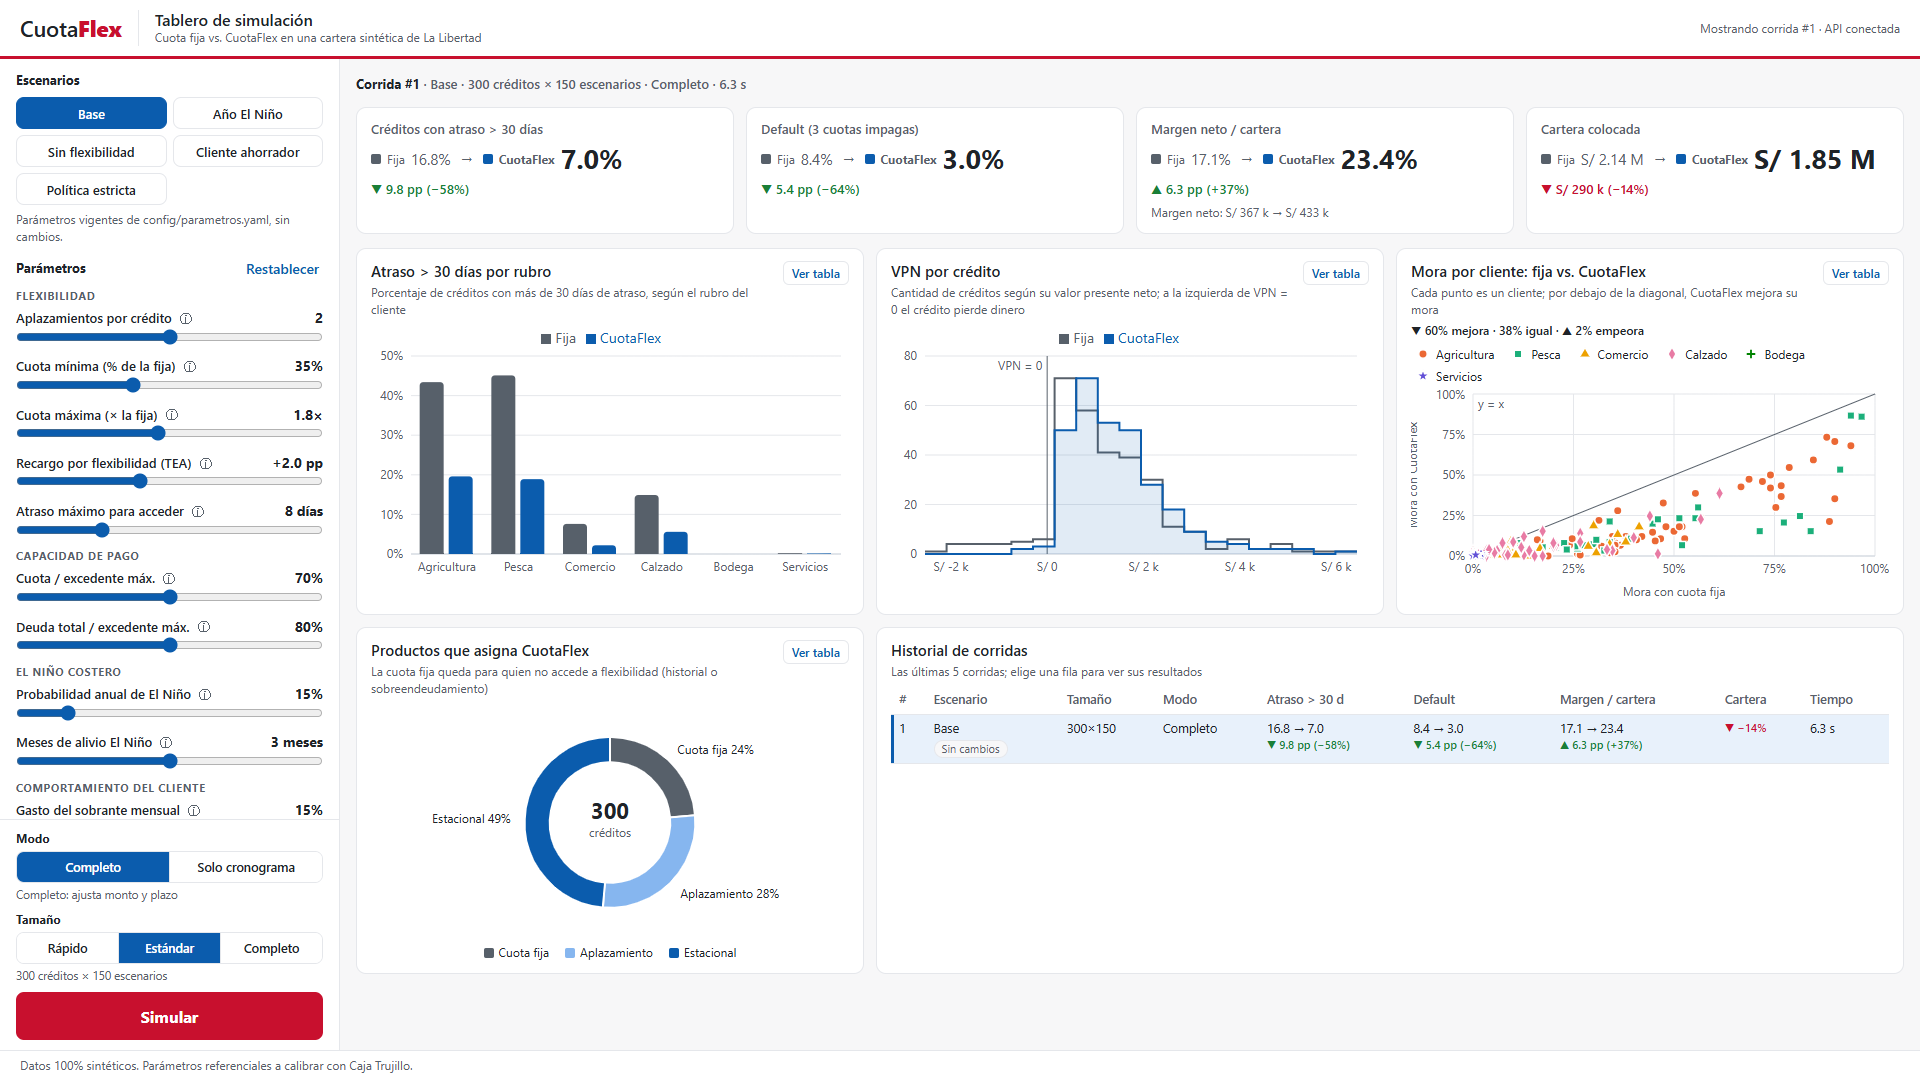 CuotaFlex
Tablero de simulación
Cuota fija vs. CuotaFlex en una cartera sintética de La Libertad
Mostrando corrida #1 · API conectada
Escenarios
Base
Año El Niño
Sin flexibilidad
Cliente ahorrador
Política estricta
Parámetros vigentes de config/parametros.yaml, sin
cambios.
Parámetros
Restablecer
FLEXIBILIDAD
Aplazamientos por crédito ⓘ 2
Cuota mínima (% de la fija) ⓘ 35%
Cuota máxima (× la fija) ⓘ 1.8×
Recargo por flexibilidad (TEA) ⓘ +2.0 pp
Atraso máximo para acceder ⓘ 8 días
CAPACIDAD DE PAGO
Cuota / excedente máx. ⓘ 70%
Deuda total / excedente máx. ⓘ 80%
EL NIÑO COSTERO
Probabilidad anual de El Niño ⓘ 15%
Meses de alivio El Niño ⓘ 3 meses
COMPORTAMIENTO DEL CLIENTE
Gasto del sobrante mensual ⓘ 15%
Modo
Completo
Solo cronograma
Completo: ajusta monto y plazo
Tamaño
Rápido
Estándar
Completo
300 créditos × 150 escenarios
Simular
Corrida #1 · Base · 300 créditos × 150 escenarios · Completo · 6.3 s
Créditos con atraso > 30 días
Fija 16.8% → CuotaFlex 7.0%
▼ 9.8 pp (−58%)
Default (3 cuotas impagas)
Fija 8.4% → CuotaFlex 3.0%
▼ 5.4 pp (−64%)
Margen neto / cartera
Fija 17.1% → CuotaFlex 23.4%
▲ 6.3 pp (+37%)
Margen neto: S/ 367 k → S/ 433 k
Cartera colocada
Fija S/ 2.14 M → CuotaFlex S/ 1.85 M
▼ S/ 290 k (−14%)
Atraso > 30 días por rubro
Ver tabla
Porcentaje de créditos con más de 30 días de atraso, según el rubro del
cliente
Fija CuotaFlex
50%
40%
30%
20%
10%
0%
Agricultura Pesca Comercio Calzado Bodega Servicios
VPN por crédito
Ver tabla
Cantidad de créditos según su valor presente neto; a la izquierda de VPN =
0 el crédito pierde dinero
Fija CuotaFlex
VPN = 0
80
60
40
20
0
S/ -2 k S/ 0 S/ 2 k S/ 4 k S/ 6 k
Mora por cliente: fija vs. CuotaFlex
Ver tabla
Cada punto es un cliente; por debajo de la diagonal, CuotaFlex mejora su
mora
▼ 60% mejora · 38% igual · ▲ 2% empeora
Agricultura Pesca Comercio Calzado Bodega
Servicios
y = x
Mora con CuotaFlex
100%
75%
50%
25%
0%
0% 25% 50% 75% 100%
Mora con cuota fija
Productos que asigna CuotaFlex
Ver tabla
La cuota fija queda para quien no accede a flexibilidad (historial o
sobreendeudamiento)
Cuota fija 24%
Estacional 49%
300
créditos
Aplazamiento 28%
Cuota fija Aplazamiento Estacional
Historial de corridas
Las últimas 5 corridas; elige una fila para ver sus resultados
# Escenario Tamaño Modo Atraso > 30 d Default Margen / cartera Cartera Tiempo
1 Base 300×150 Completo 16.8 → 7.0 8.4 → 3.0 17.1 → 23.4 ▼ −14% 6.3 s
Sin cambios ▼ 9.8 pp (−58%) ▼ 5.4 pp (−64%) ▲ 6.3 pp (+37%)
Datos 100% sintéticos. Parámetros referenciales a calibrar con Caja Trujillo.